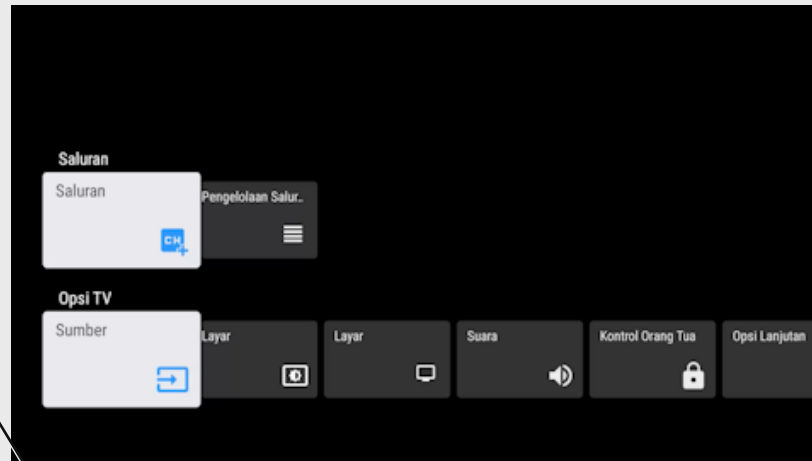 Saluran
Saluran
Pengelolaan Salur..
CH
Opsi TV
Sumber
Layar
Layar
Suara
Kontrol Orang Tua
Opsi Lanjutan